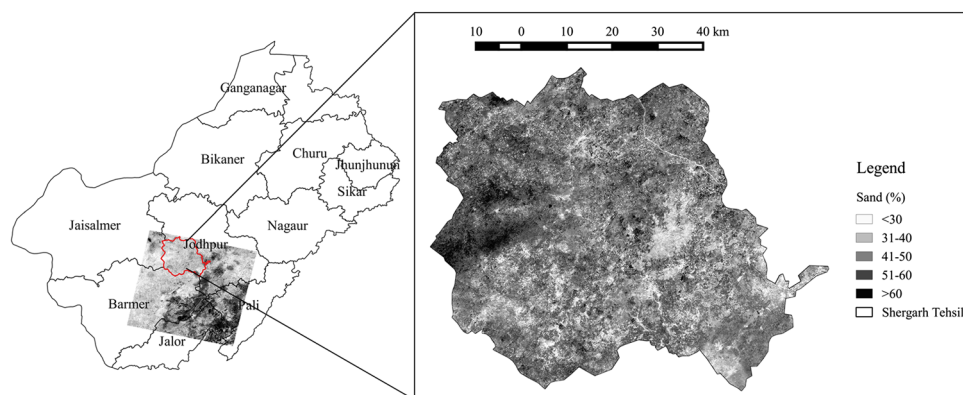 Ganganagar
Bikaner
Churu
Jhunjhunun
Sikar
Jaisalmer
Nagaur
Jodhpur
Barmer
Pali
Jalor
10 0 10 20 30 40 km
Legend
Sand (%)
<30
31-40
41-50
51-60
>60
Shergarh Tehsil